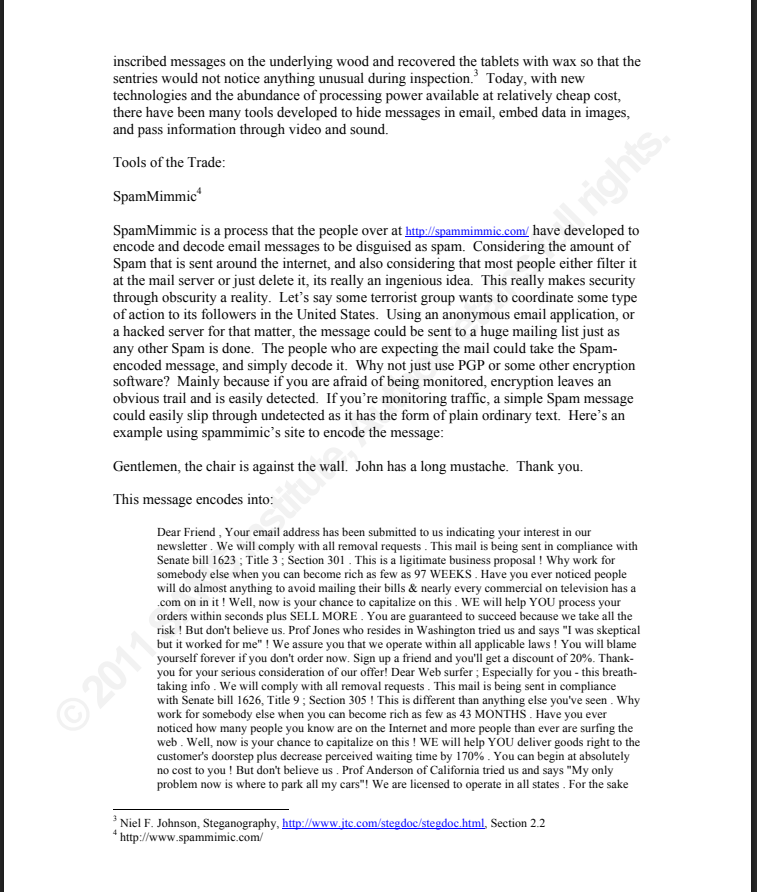 inscribed messages on the underlying wood and recovered the tablets with wax so that the
sentries would not notice anything unusual during inspection.3 Today, with new
technologies and the abundance of processing power available at relatively cheap cost,
there have been many tools developed to hide messages in email, embed data in images,
and pass information through video and sound.
Tools of the Trade:
SpamMimmic4
SpamMimmic is a process that the people over at http://spammimmic.com/ have developed to
encode and decode email messages to be disguised as spam. Considering the amount of
Spam that is sent around the internet, and also considering that most people either filter it
at the mail server or just delete it, its really an ingenious idea. This really makes security
through obscurity a reality. Let's say some terrorist group wants to coordinate some type
of action to its followers in the United States. Using an anonymous email application, or
a hacked server for that matter, the message could be sent to a huge mailing list just as
any other Spam is done. The people who are expecting the mail could take the Spam-
encoded message, and simply decode it. Why not just use PGP or some other encryption
software? Mainly because if you are afraid of being monitored, encryption leaves an
obvious trail and is easily detected. If you're monitoring traffic, a simple Spam message
could easily slip through undetected as it has the form of plain ordinary text. Here's an
example using spammimic's site to encode the message:
Gentlemen, the chair is against the wall. John has a long mustache. Thank you.
This message encodes into:
Dear Friend , Your email address has been submitted to us indicating your interest in our
newsletter . We will comply with all removal requests . This mail is being sent in compliance with
Senate bill 1623 ; Title 3 ; Section 301 . This is a ligitimate business proposal ! Why work for
somebody else when you can become rich as few as 97 WEEKS . Have you ever noticed people
will do almost anything to avoid mailing their bills & nearly every commercial on television has a
.com on in it ! Well, now is your chance to capitalize on this . WE will help YOU process your
orders within seconds plus SELL MORE . You are guaranteed to succeed because we take all the
risk ! But don't believe us. Prof Jones who resides in Washington tried us and says "I was skeptical
but it worked for me" ! We assure you that we operate within all applicable laws ! You will blame
yourself forever if you don't order now. Sign up a friend and you'll get a discount of 20%. Thank-
you for your serious consideration of our offer! Dear Web surfer ; Especially for you - this breath-
taking info . We will comply with all removal requests . This mail is being sent in compliance
with Senate bill 1626, Title 9 ; Section 305 ! This is different than anything else you've seen . Why
work for somebody else when you can become rich as few as 43 MONTHS . Have you ever
noticed how many people you know are on the Internet and more people than ever are surfing the
web . Well, now is your chance to capitalize on this ! WE will help YOU deliver goods right to the
customer's doorstep plus decrease perceived waiting time by 170% . You can begin at absolutely
no cost to you ! But don't believe us . Prof Anderson of California tried us and says "My only
problem now is where to park all my cars"! We are licensed to operate in all states . For the sake
3 Niel F. Johnson, Steganography, http://www.jtc.com/stegdoc/stegdoc.html, Section 2.2
4 http://www.spammimic.com/
© 2011 Institute, all rights.